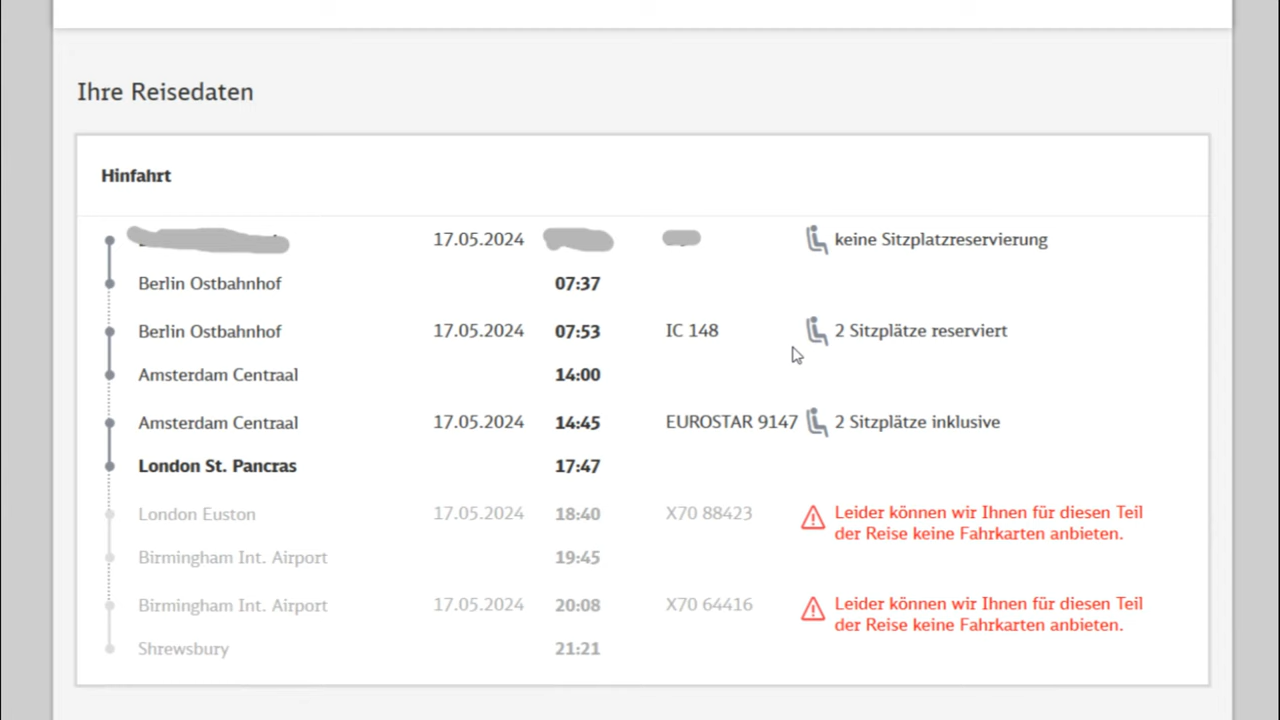 Ihre Reisedaten
Hinfahrt
17.05.2024 keine Sitzplatzreservierung
Berlin Ostbahnhof 07:37
Berlin Ostbahnhof 17.05.2024 07:53 IC 148 2 Sitzplätze reserviert
Amsterdam Centraal 14:00
Amsterdam Centraal 17.05.2024 14:45 EUROSTAR 9147 2 Sitzplätze inklusive
London St. Pancras 17:47
London Euston 17.05.2024 18:40 X70 88423 Leider können wir Ihnen für diesen Teil
der Reise keine Fahrkarten anbieten.
Birmingham Int. Airport 19:45
Birmingham Int. Airport 17.05.2024 20:08 X70 64416 Leider können wir Ihnen für diesen Teil
der Reise keine Fahrkarten anbieten.
Shrewsbury 21:21